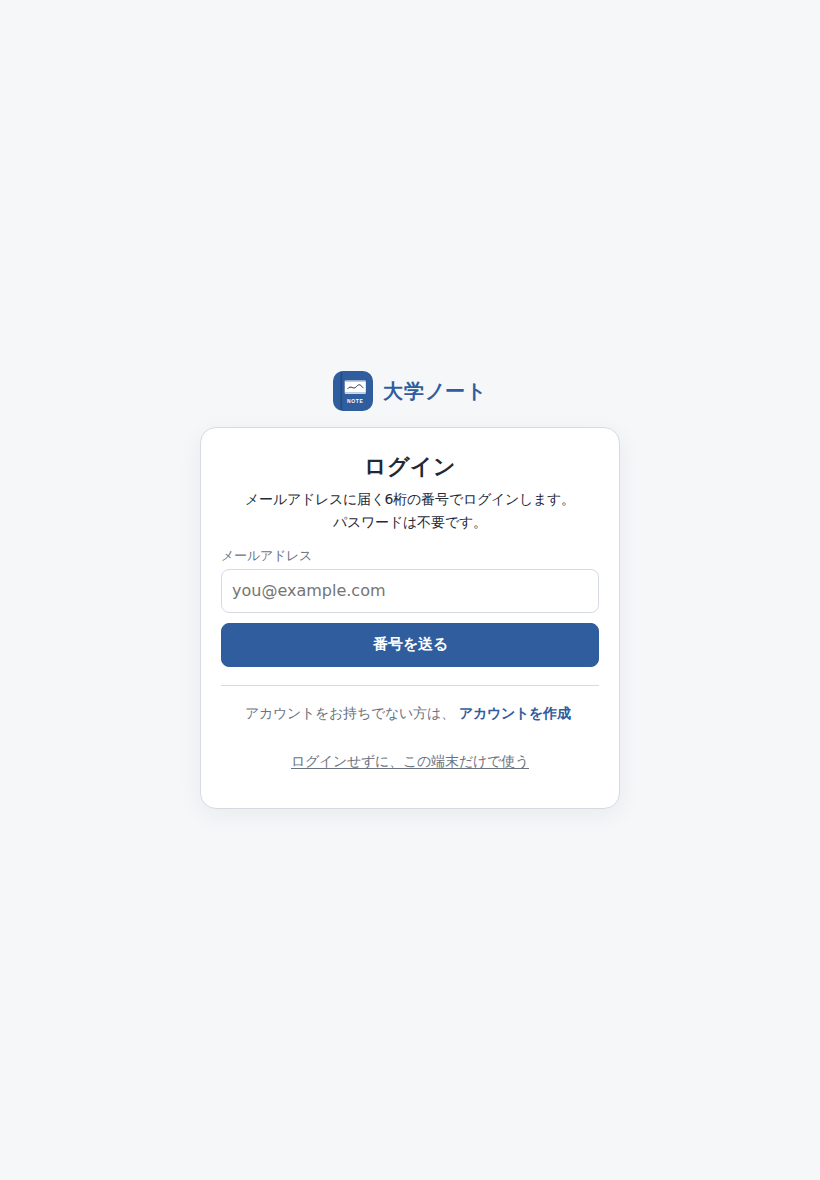 NOTE
大学ノート
ログイン
メールアドレスに届く6桁の番号でログインします。
パスワードは不要です。
メールアドレス
you@example.com
番号を送る
アカウントをお持ちでない方は、 アカウントを作成
ログインせずに、この端末だけで使う